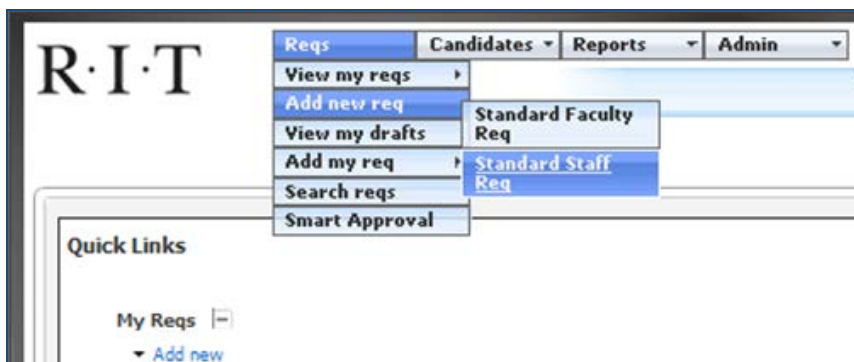 R·I·T
Reqs
Candidates
Reports
Admin
View my reqs
Add new req
View my drafts
Add my req
Search reqs
Smart Approval
Standard Faculty
Req
Standard Staff
Req
Quick Links
My Reqs
Add new